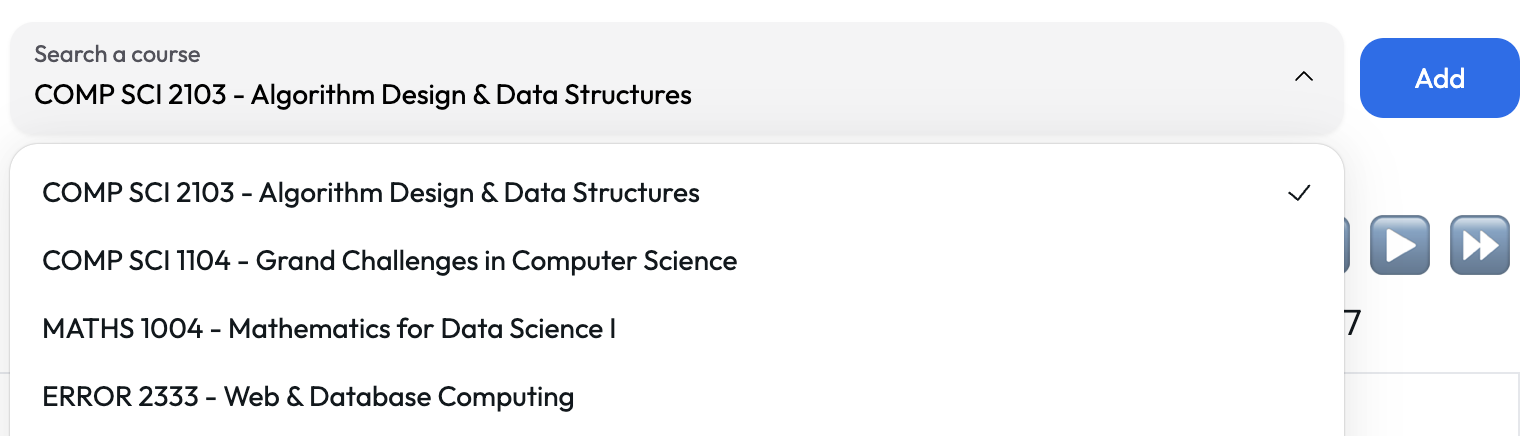 Search a course
COMP SCI 2103 - Algorithm Design & Data Structures
Add
COMP SCI 2103 - Algorithm Design & Data Structures
COMP SCI 1104 - Grand Challenges in Computer Science
MATHS 1004 - Mathematics for Data Science I
7
ERROR 2333 - Web & Database Computing